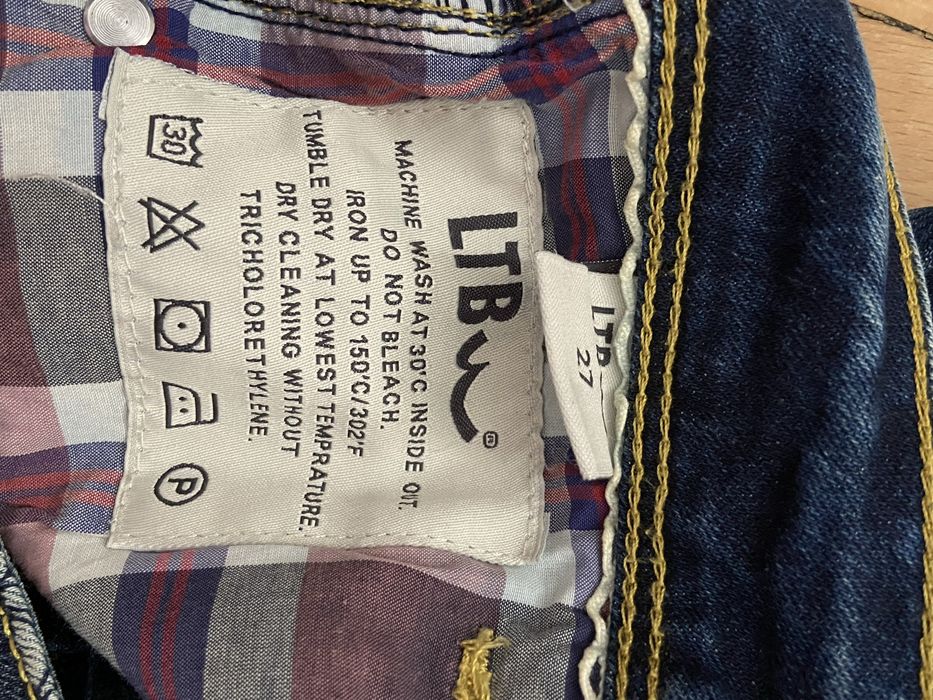 LTB®
MACHINE WASH AT 30°C INSIDE OUT.
DO NOT BLEACH.
IRON UP TO 150°C/302°F
TUMBLE DRY AT LOWEST TEMPRATURE.
DRY CLEANING WITHOUT
TRICHOLORETHYLENE.
30
P
LTB
27